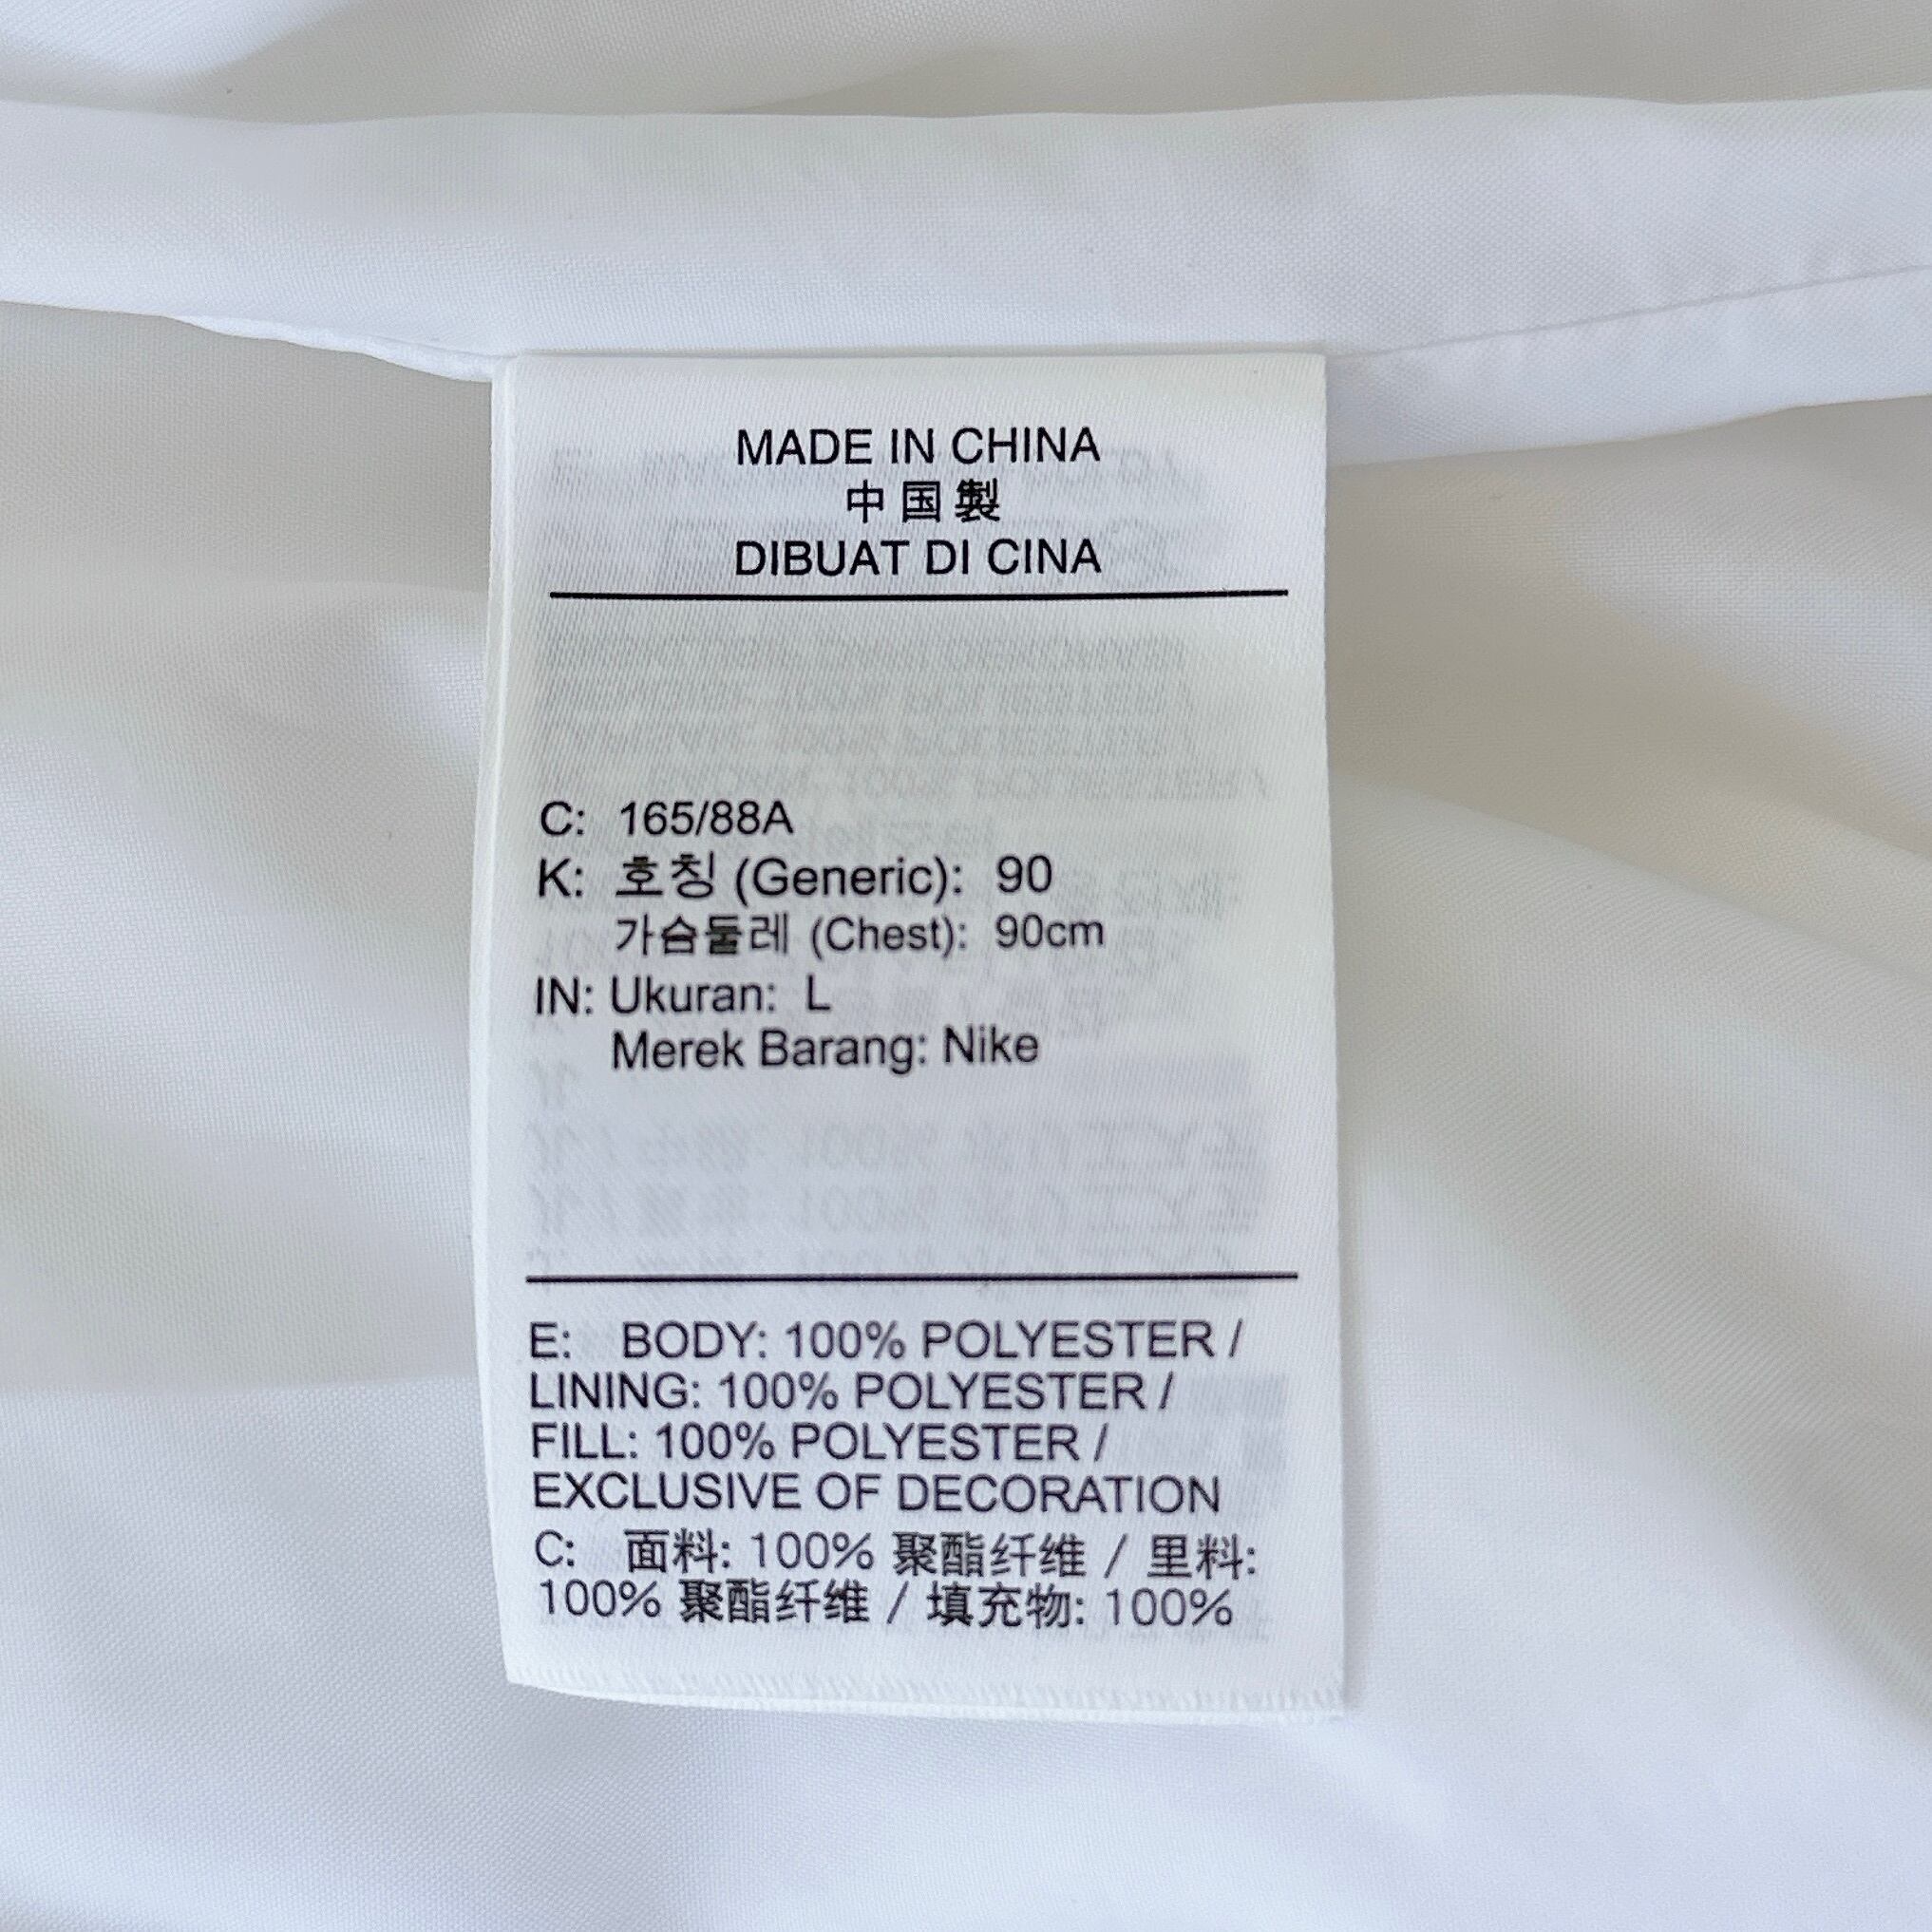 MADE IN CHINA
中国製
DIBUAT DI CINA
C: 165/88A
K: 호칭 (Generic): 90
가슴둘레 (Chest): 90cm
IN: Ukuran: L
Merek Barang: Nike
E: BODY: 100% POLYESTER /
LINING: 100% POLYESTER /
FILL: 100% POLYESTER /
EXCLUSIVE OF DECORATION
C: 面料: 100% 聚酯纤维 / 里料:
100% 聚酯纤维 / 填充物: 100%